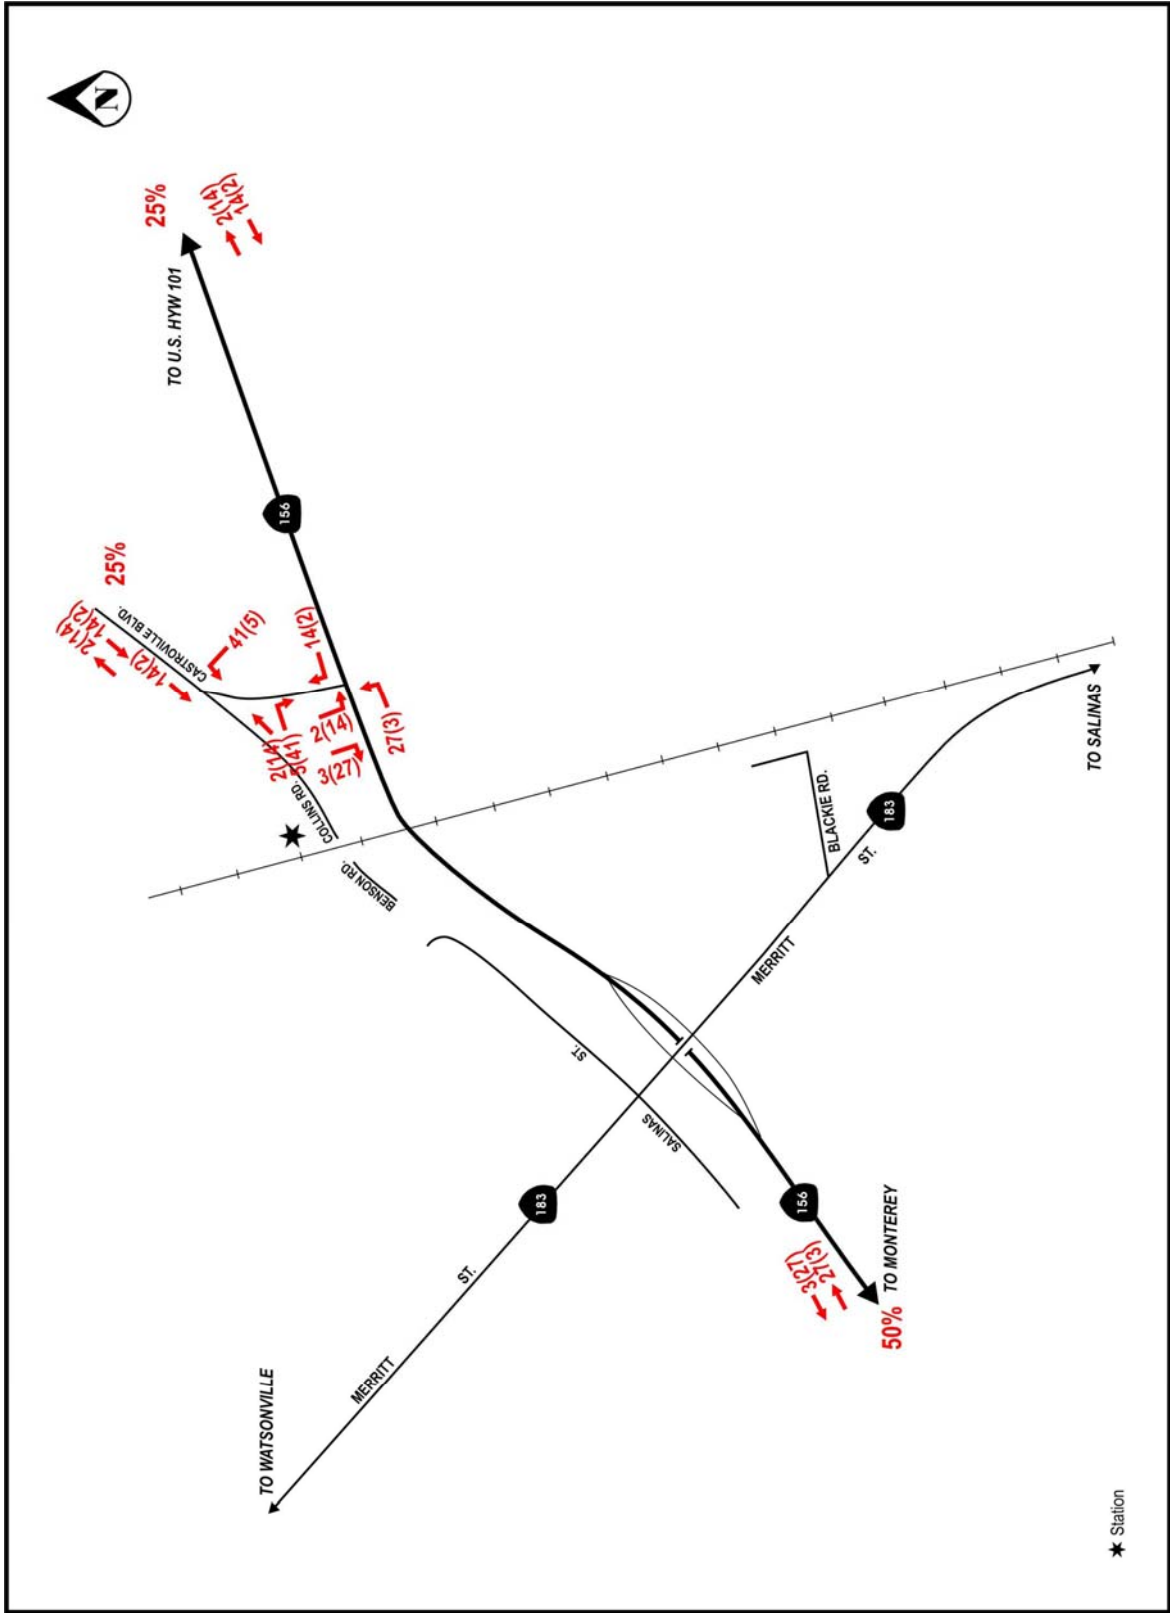 N
25%
2(14)
14(2)
TO U.S. HYW 101
156
25%
CASTROVILLE BLVD.
2(14)
14(2)
14(2)
41(5)
14(2)
2(14)
5(41)
2(14)
3(27)
27(3)
COLLINS RD.
BENSON RD.
TO SALINAS
BLACKIE RD.
183
MERRITT
ST.
SALINAS
ST.
183
MERRITT
ST.
TO WATSONVILLE
156
3(27)
27(3)
50%
TO MONTEREY
Station